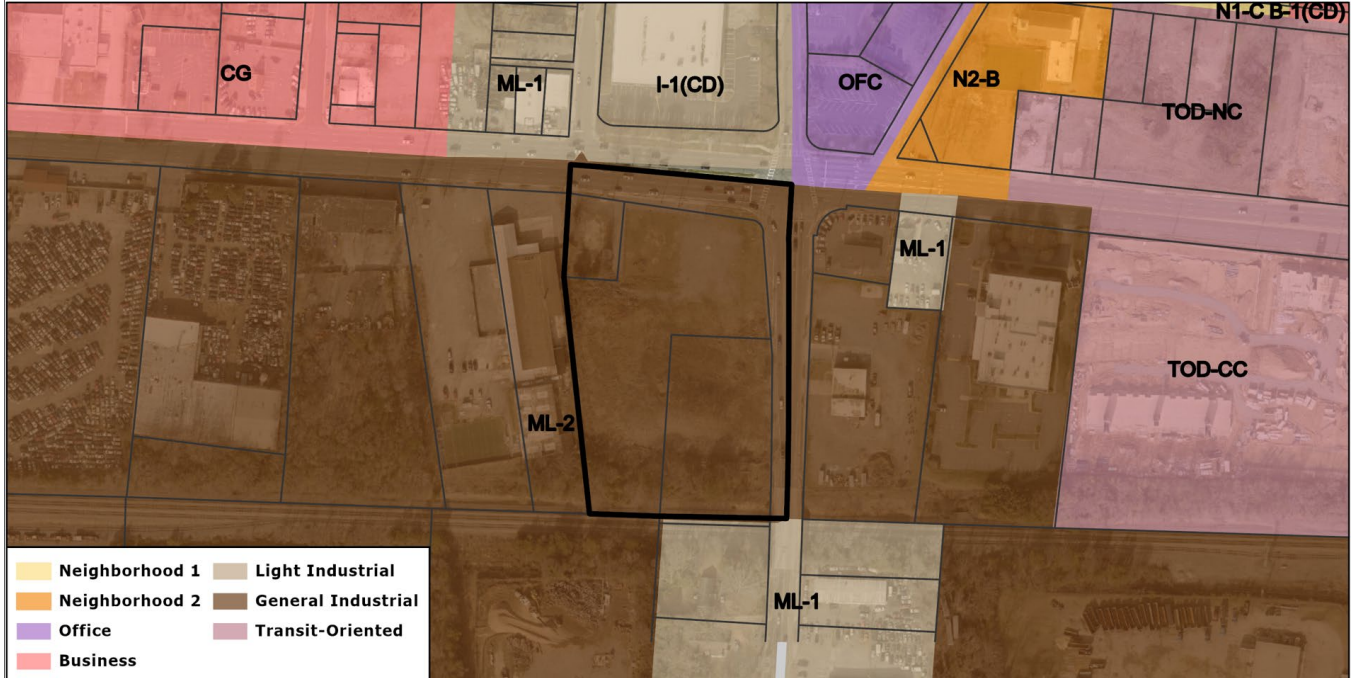 N1-C B-1(CD)
CG
ML-1
I-1(CD)
OFC
N2-B
TOD-NC
ML-1
TOD-CC
ML-2
ML-1
Neighborhood 1
Neighborhood 2
Office
Business
Light Industrial
General Industrial
Transit-Oriented